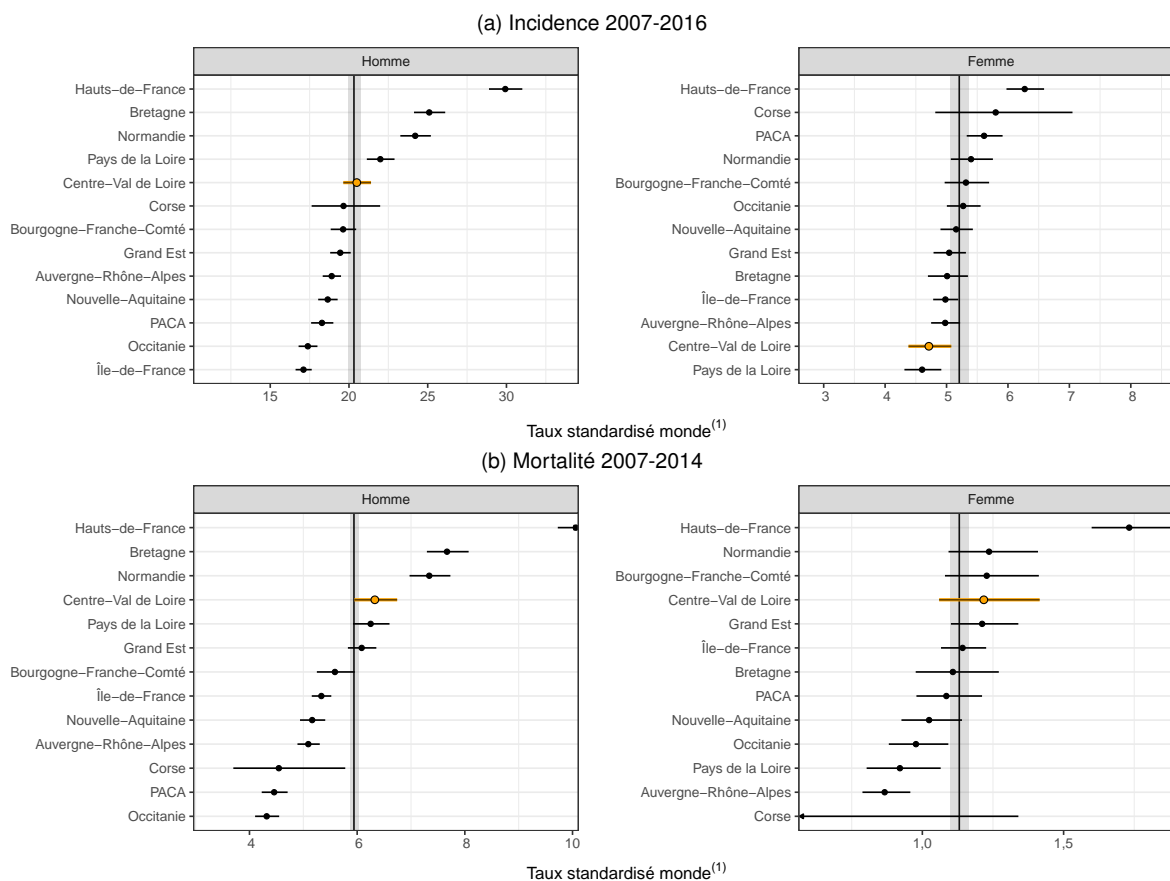 (a) Incidence 2007-2016
Homme
Hauts−de−France
Bretagne
Normandie
Pays de la Loire
Centre−Val de Loire
Corse
Bourgogne−Franche−Comté
Grand Est
Auvergne−Rhône−Alpes
Nouvelle−Aquitaine
PACA
Occitanie
Île−de−France
15 20 25 30
Femme
Hauts−de−France
Corse
PACA
Normandie
Bourgogne−Franche−Comté
Occitanie
Nouvelle−Aquitaine
Grand Est
Bretagne
Île−de−France
Auvergne−Rhône−Alpes
Centre−Val de Loire
Pays de la Loire
3 4 5 6 7 8
Taux standardisé monde(1)
(b) Mortalité 2007-2014
Homme
Hauts−de−France
Bretagne
Normandie
Centre−Val de Loire
Pays de la Loire
Grand Est
Bourgogne−Franche−Comté
Île−de−France
Nouvelle−Aquitaine
Auvergne−Rhône−Alpes
Corse
PACA
Occitanie
4 6 8 10
Femme
Hauts−de−France
Normandie
Bourgogne−Franche−Comté
Centre−Val de Loire
Grand Est
Île−de−France
Bretagne
PACA
Nouvelle−Aquitaine
Occitanie
Pays de la Loire
Auvergne−Rhône−Alpes
Corse
1,0 1,5
Taux standardisé monde(1)